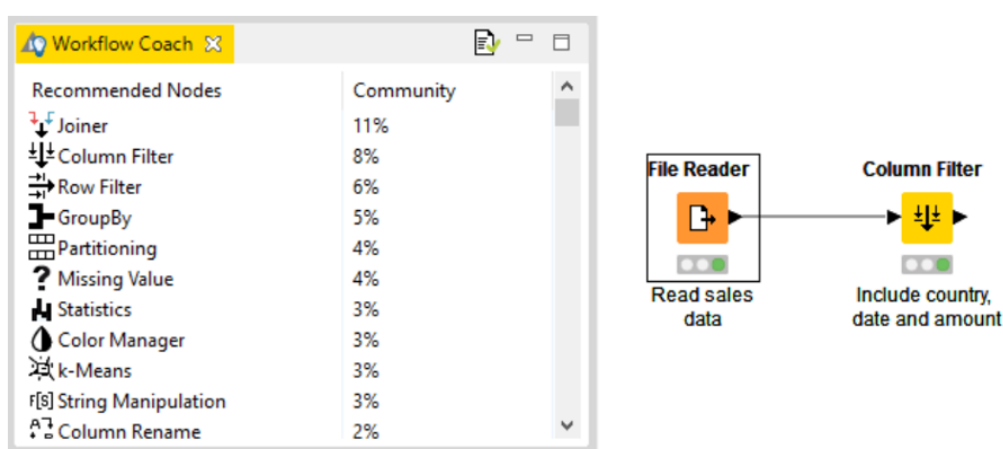 Workflow Coach
Recommended Nodes Community
Joiner 11%
Column Filter 8%
Row Filter 6%
GroupBy 5%
Partitioning 4%
? Missing Value 4%
Statistics 3%
Color Manager 3%
k-Means 3%
F[S] String Manipulation 3%
A Column Rename 2%
File Reader
Read sales
data
Column Filter
Include country,
date and amount